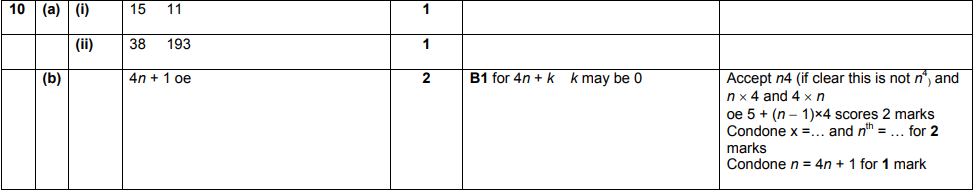 10 (a) (i) 15 11 1
(ii) 38 193 1
(b) 4n + 1 oe 2 B1 for 4n + k k may be 0 Accept n4 (if clear this is not n⁴) and
n × 4 and 4 × n
oe 5 + (n – 1)×4 scores 2 marks
Condone x =… and nᵗʰ = … for 2
marks
Condone n = 4n + 1 for 1 mark